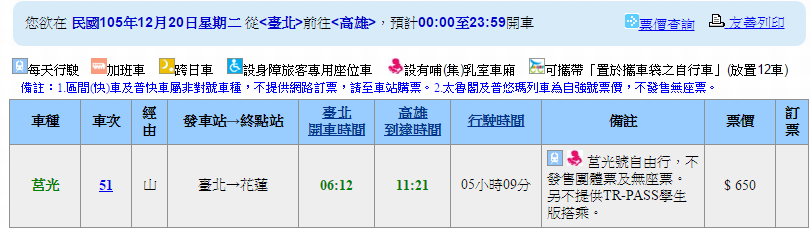 您欲在 民國105年12月20日星期二 從<臺北>前往<高雄>，預計00:00至23:59開車
票價查詢 友善列印
每天行駛 加班車 跨日車 設身障旅客專用座位車 設有哺(集)乳室車廂 可攜帶「置於攜車袋之自行車」(放置12車)
備註：1.區間(快)車及普快車屬非對號車種，不提供網路訂票，請至車站購票。2.太魯閣及普悠瑪列車為自強號票價，不發售無座票。
車種 車次 經由 發車站→終點站 臺北開車時間 高雄到達時間 行駛時間 備註 票價 訂票
莒光 51 山 臺北→花蓮 06:12 11:21 05小時09分 莒光號自由行，不
發售團體票及無座票。
另不提供TR-PASS學生
版搭乘。
$ 650